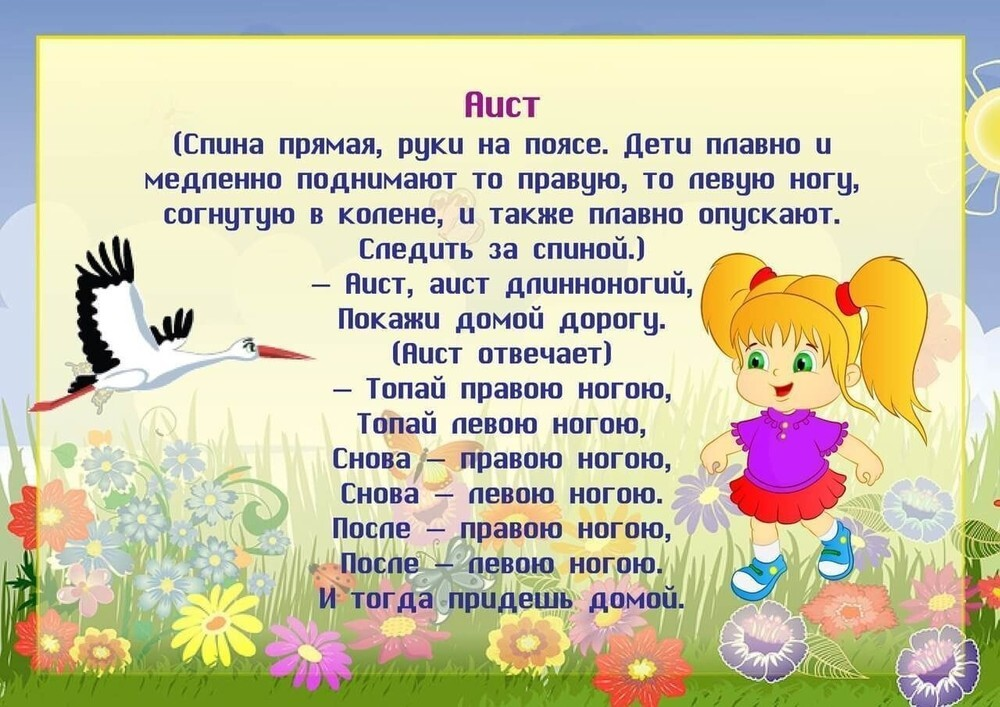 Аист
(Спина прямая, руки на поясе. Дети плавно и
медленно поднимают то правую, то левую ногу,
согнутую в колене, и также плавно опускают.
Следить за спиной.)
– Аист, аист длинноногий,
Покажи домой дорогу.
(Аист отвечает)
– Топай правою ногою,
Топай левою ногою,
Снова – правою ногою,
Снова – левою ногою.
После – правою ногою,
После – левою ногою.
И тогда придешь домой.